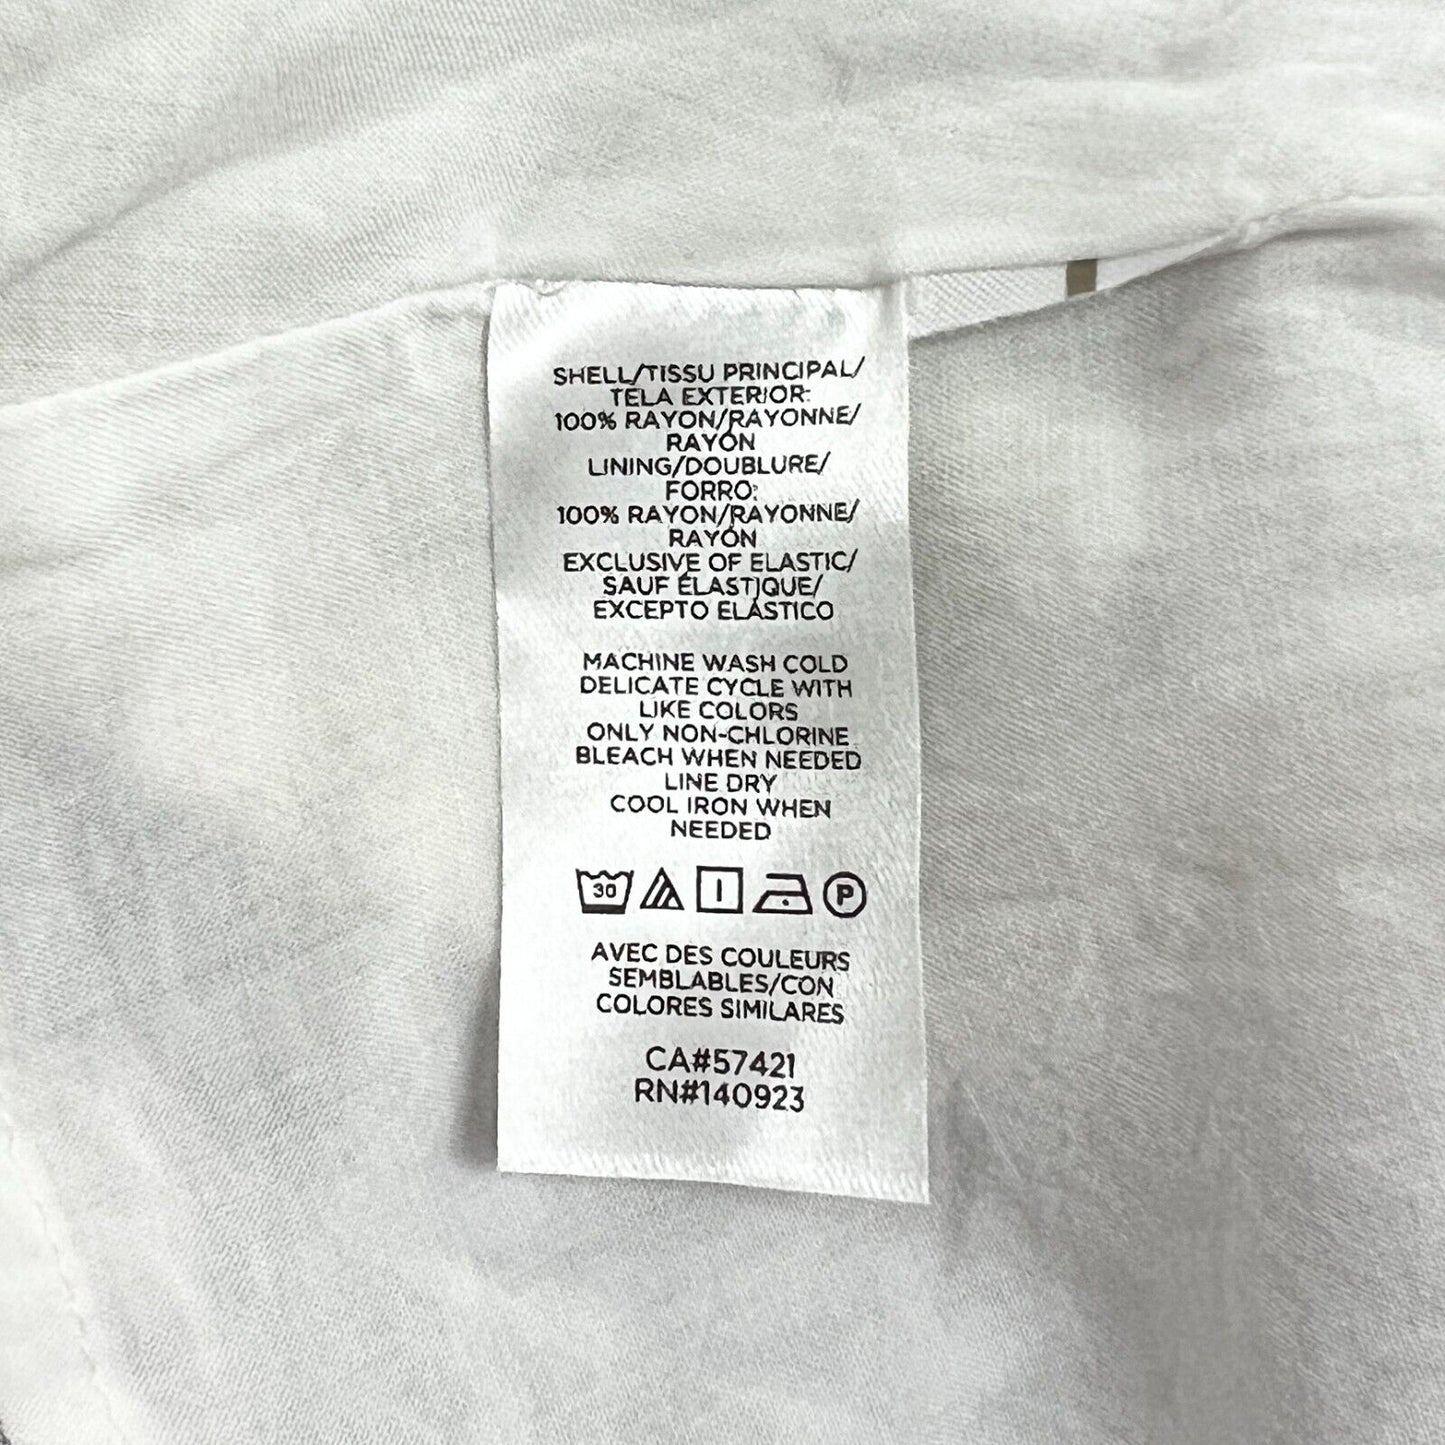 SHELL/TISSU PRINCIPAL/
TELA EXTERIOR:
100% RAYON/RAYONNE/
RAYÓN
LINING/DOUBLURE/
FORRO:
100% RAYON/RAYONNE/
RAYÓN
EXCLUSIVE OF ELASTIC/
SAUF ÉLASTIQUE/
EXCEPTO ELÁSTICO
MACHINE WASH COLD
DELICATE CYCLE WITH
LIKE COLORS
ONLY NON-CHLORINE
BLEACH WHEN NEEDED
LINE DRY
COOL IRON WHEN
NEEDED
30 P
AVEC DES COULEURS
SEMBLABLES/CON
COLORES SIMILARES
CA#57421
RN#140923